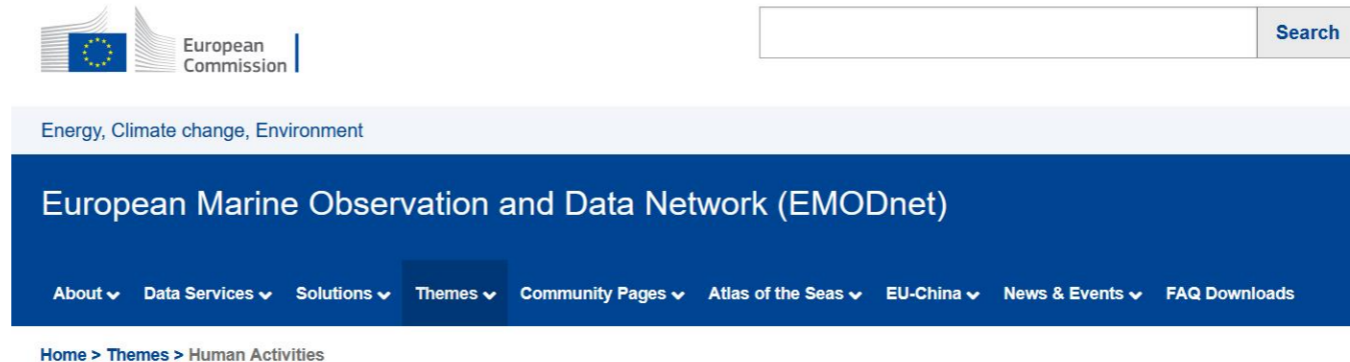 European
Commission
Search
Energy, Climate change, Environment
European Marine Observation and Data Network (EMODnet)
About Data Services Solutions Themes Community Pages Atlas of the Seas EU-China News & Events FAQ Downloads
Home > Themes > Human Activities